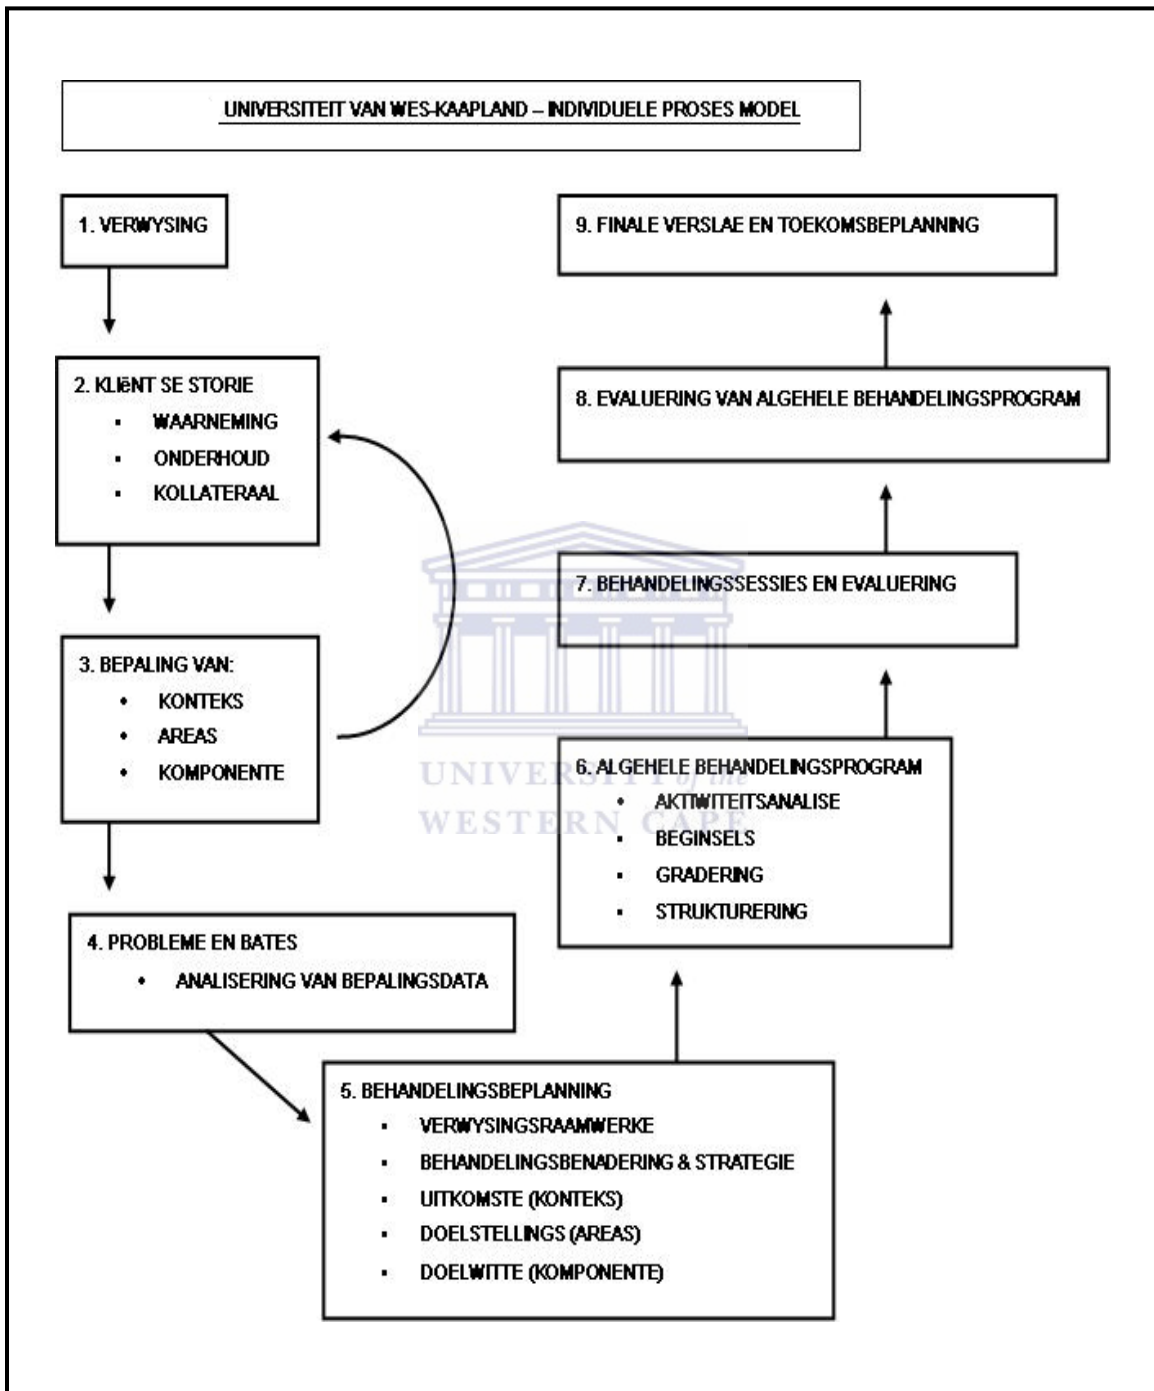 UNIVERSITEIT VAN WES-KAAPLAND – INDIVIDUELE PROSES MODEL
1. VERWYSING
2. KLIëNT SE STORIE
▪ WAARNEMING
▪ ONDERHOUD
▪ KOLLATERAAL
3. BEPALING VAN:
• KONTEKS
• AREAS
• KOMPONENTE
4. PROBLEME EN BATES
• ANALISERING VAN BEPALINGSDATA
5. BEHANDELINGSBEPLANNING
▪ VERWYSINGSRAAMWERKE
▪ BEHANDELINGSBENADERING & STRATEGIE
▪ UITKOMSTE (KONTEKS)
▪ DOELSTELLINGS (AREAS)
▪ DOELWITTE (KOMPONENTE)
6. ALGEHELE BEHANDELINGSPROGRAM
• AKTIWITEITSANALISE
▪ BEGINSELS
▪ GRADERING
▪ STRUKTURERING
7. BEHANDELINGSSESSIES EN EVALUERING
8. EVALUERING VAN ALGEHELE BEHANDELINGSPROGRAM
9. FINALE VERSLAE EN TOEKOMSBEPLANNING
UNIVERSITY of the
WESTERN CAPE